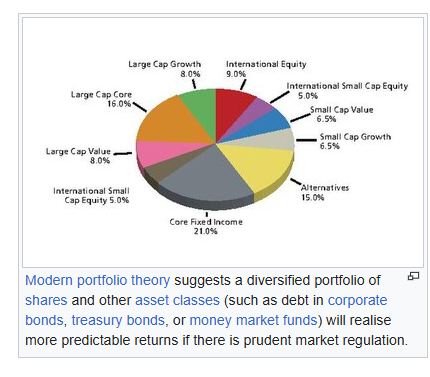 Large Cap Growth
8.0%
International Equity
9.0%
International Small Cap Equity
5.0%
Small Cap Value
6.5%
Small Cap Growth
6.5%
Alternatives
15.0%
Core Fixed Income
21.0%
International Small
Cap Equity 5.0%
Large Cap Value
8.0%
Large Cap Core
16.0%
Modern portfolio theory suggests a diversified portfolio of
shares and other asset classes (such as debt in corporate
bonds, treasury bonds, or money market funds) will realise
more predictable returns if there is prudent market regulation.